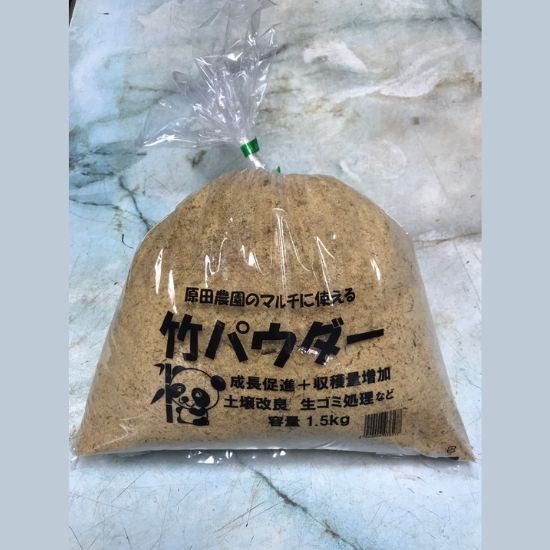 原田農園のマルチに使える
竹パウダー
成長促進＋収穫量増加
土壌改良 生ゴミ処理など
容量 1.5kg